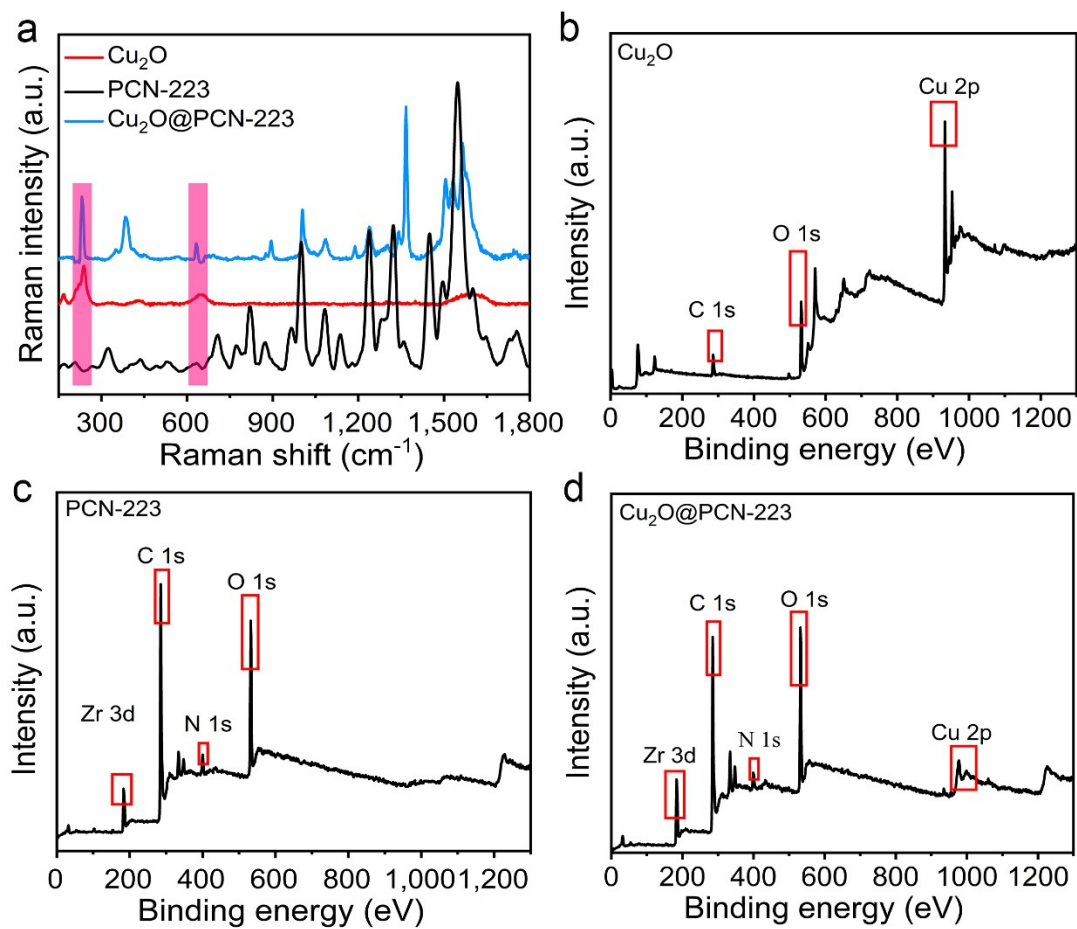 a
Raman intensity (a.u.)
Cu₂O
PCN-223
Cu₂O@PCN-223
300 600 900 1,200 1,500 1,800
Raman shift (cm⁻¹)
b
Intensity (a.u.)
Cu₂O
Cu 2p
O 1s
C 1s
0 200 400 600 800 1000 1200
Binding energy (eV)
c
Intensity (a.u.)
PCN-223
C 1s
O 1s
Zr 3d
N 1s
0 200 400 600 800 1,0001,200
Binding energy (eV)
d
Intensity (a.u.)
Cu₂O@PCN-223
C 1s
O 1s
Zr 3d
N 1s
Cu 2p
0 200 400 600 800 1000 1200
Binding energy (eV)